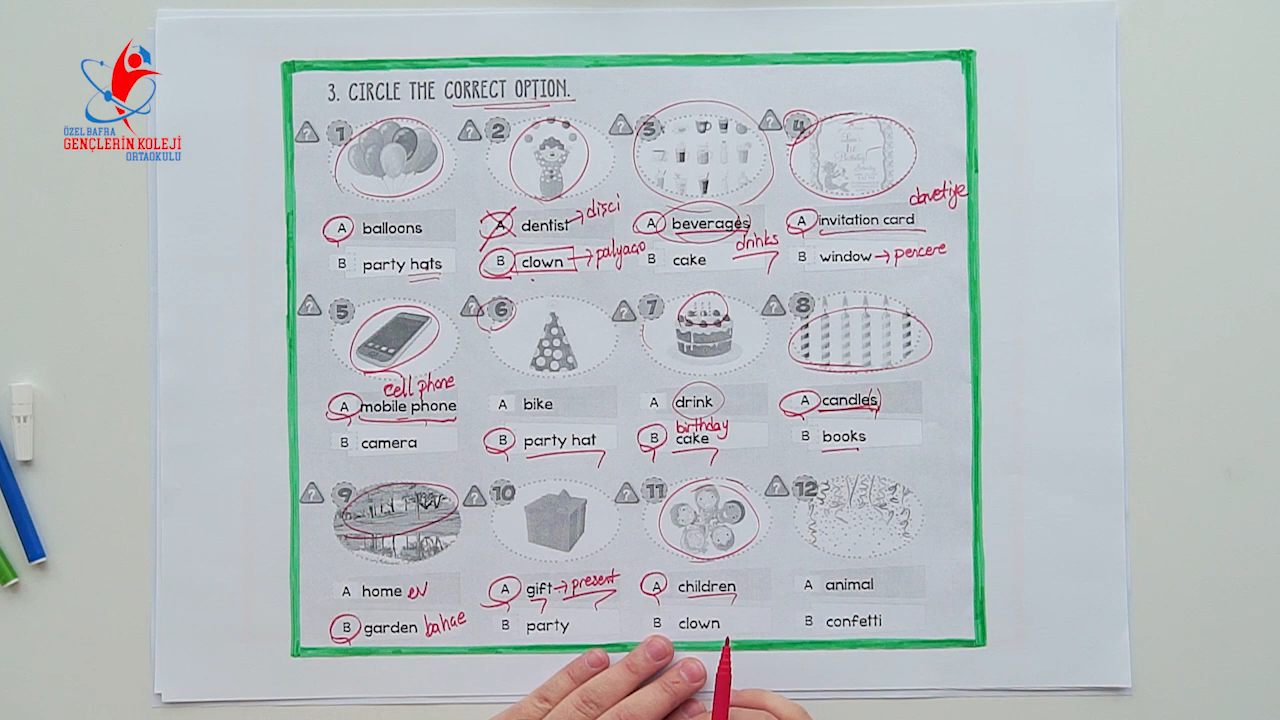 ÖZEL BAFRA
GENÇLERİN KOLEJİ
ORTAOKULU
3. CIRCLE THE CORRECT OPTION.
? 1 ? 2 ? 3 ? 4
A balloons
B party hats
A dentist → dişci
B clown → palyaço
A beverages
drinks
B cake
davetiye
A invitation card
B window → percere
? 5 ? 6 ? 7 ? 8
cell phone
A mobile phone
B camera
A bike
B party hat
A drink
birthday
B cake
A candles
B books
? 9 ? 10 ? 11 ? 12
A home ev
B garden bahçe
A gift → present
B party
A children
B clown
A animal
B confetti